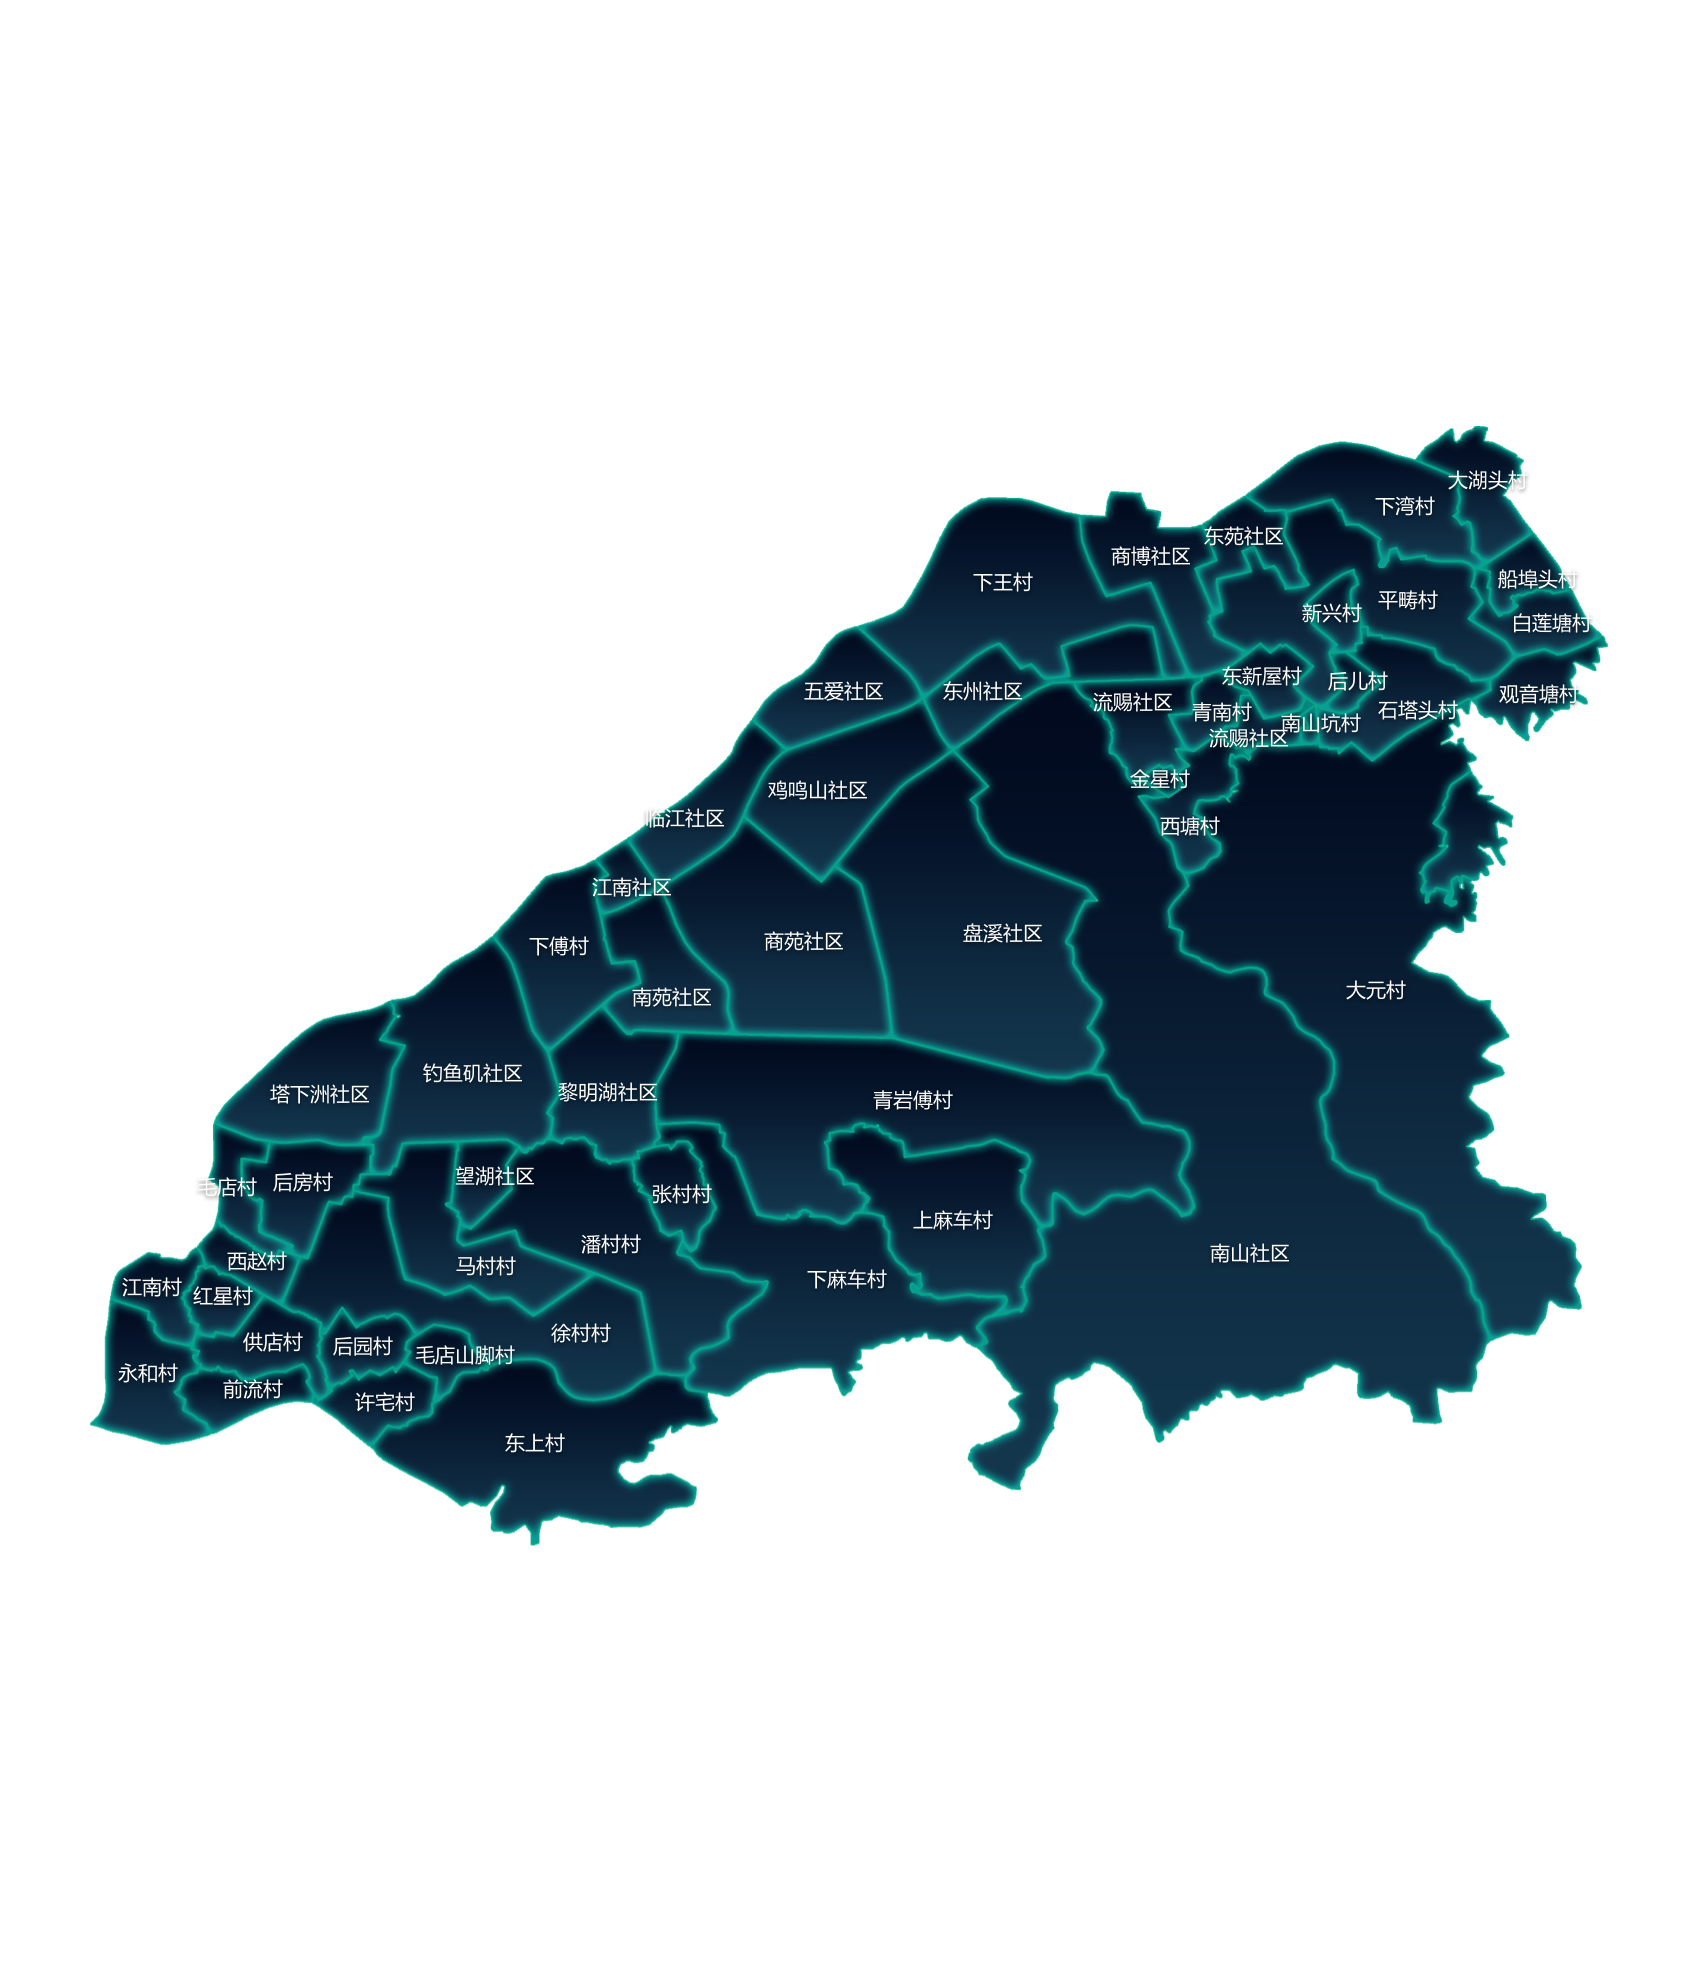 大湖头村
下湾村
东苑社区
商博社区
船埠头村
下王村
平畴村
新兴村
白莲塘村
东新屋村
后儿村
五爱社区
东州社区
观音塘村
流赐社区
青南村
石塔头村
南山坑村
流赐社区
金星村
鸡鸣山社区
临江社区
西塘村
江南社区
盘溪社区
商苑社区
下傅村
大元村
南苑社区
钓鱼矶社区
黎明湖社区
塔下洲社区
青岩傅村
望湖社区
后房村
毛店村
张村村
上麻车村
潘村村
南山社区
西赵村
马村村
下麻车村
江南村
红星村
徐村村
供店村
后园村
毛店山脚村
永和村
前流村
许宅村
东上村